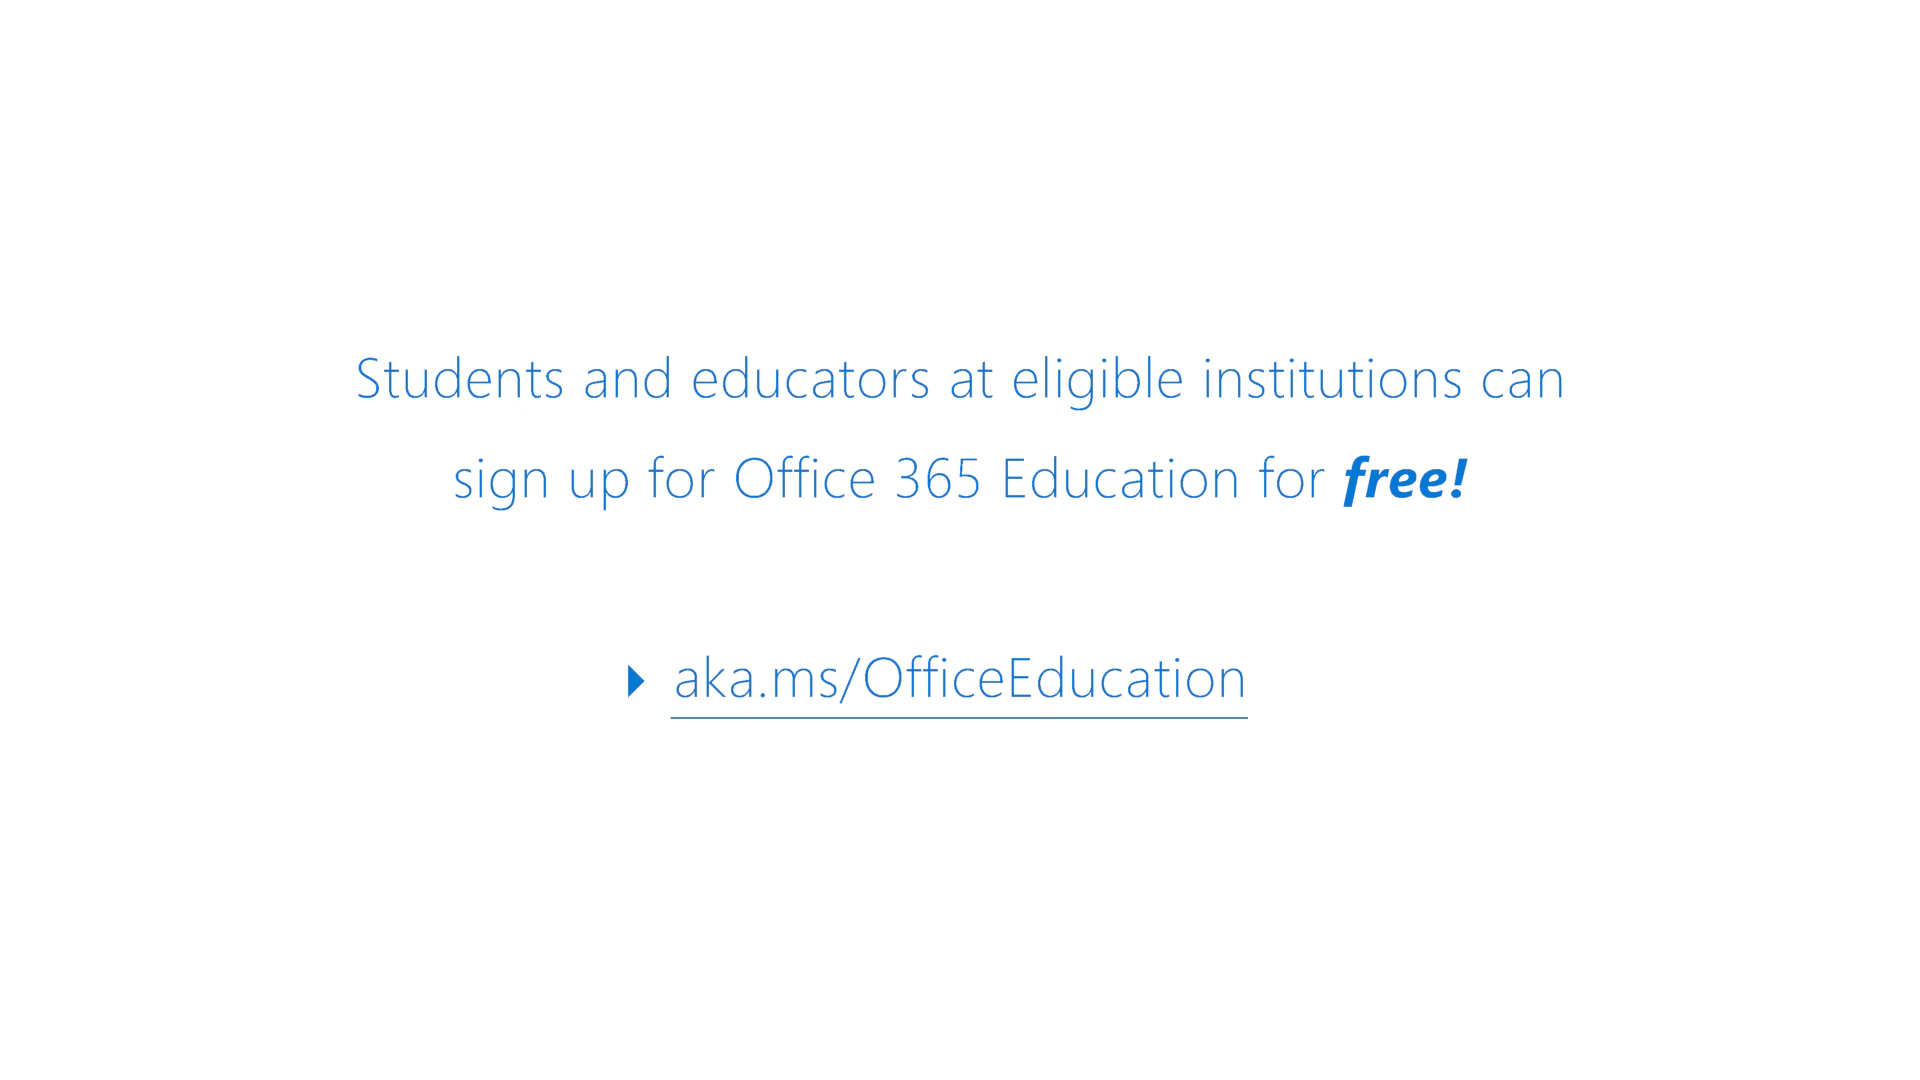 Students and educators at eligible institutions can
sign up for Office 365 Education for free!
aka.ms/OfficeEducation